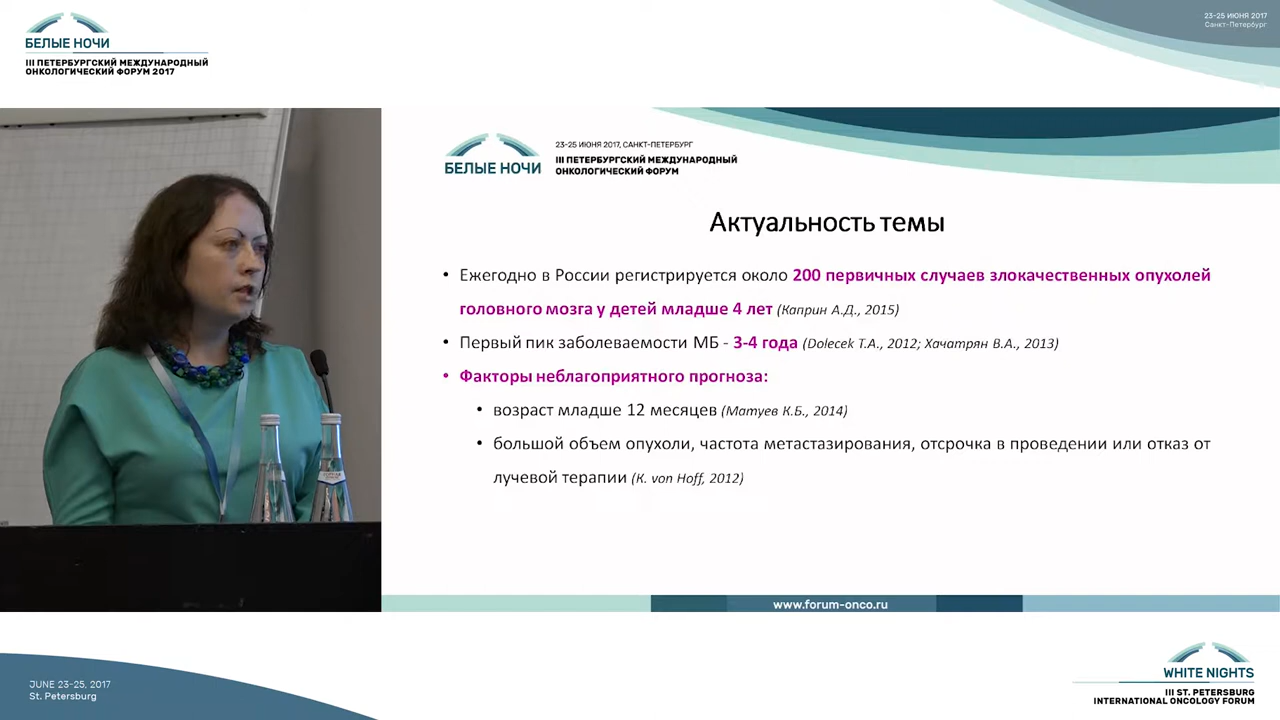 БЕЛЫЕ НОЧИ
III ПЕТЕРБУРГСКИЙ МЕЖДУНАРОДНЫЙ
ОНКОЛОГИЧЕСКИЙ ФОРУМ 2017
23-25 ИЮНЯ 2017
Санкт-Петербург
БЕЛЫЕ НОЧИ
23-25 ИЮНЯ 2017, САНКТ-ПЕТЕРБУРГ
III ПЕТЕРБУРГСКИЙ МЕЖДУНАРОДНЫЙ
ОНКОЛОГИЧЕСКИЙ ФОРУМ
Актуальность темы
• Ежегодно в России регистрируется около 200 первичных случаев злокачественных опухолей
головного мозга у детей младше 4 лет (Каприн А.Д., 2015)
• Первый пик заболеваемости МБ - 3-4 года (Dolecek T.A., 2012; Хачатрян В.А., 2013)
• Факторы неблагоприятного прогноза:
• возраст младше 12 месяцев (Матуев К.Б., 2014)
• большой объем опухоли, частота метастазирования, отсрочка в проведении или отказ от
лучевой терапии (K. von Hoff, 2012)
www.forum-onco.ru
JUNE 23-25, 2017
St. Petersburg
WHITE NIGHTS
III ST. PETERSBURG
INTERNATIONAL ONCOLOGY FORUM